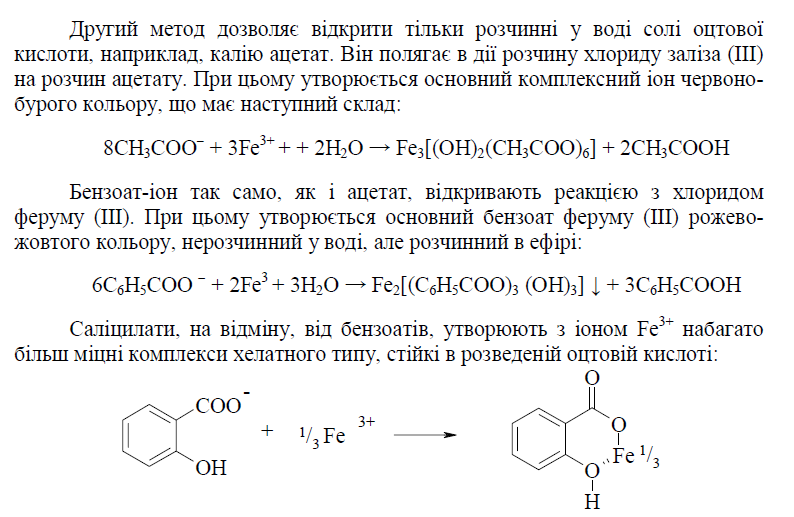 Другий метод дозволяє відкрити тільки розчинні у воді солі оцтової
кислоти, наприклад, калію ацетат. Він полягає в дії розчину хлориду заліза (III)
на розчин ацетату. При цьому утворюється основний комплексний іон червоно-
бурого кольору, що має наступний склад:
8CH₃COO⁻ + 3Fe³⁺ + + 2H₂O → Fe₃[(OH)₂(CH₃COO)₆] + 2CH₃COOH
Бензоат-іон так само, як і ацетат, відкривають реакцією з хлоридом
феруму (III). При цьому утворюється основний бензоат феруму (III) рожево-
жовтого кольору, нерозчинний у воді, але розчинний в ефірі:
6C₆H₅COO ⁻ + 2Fe³ + 3H₂O → Fe₂[(C₆H₅COO)₃ (OH)₃] ↓ + 3C₆H₅COOH
Саліцилати, на відміну, від бензоатів, утворюють з іоном Fe³⁺ набагато
більш міцні комплекси хелатного типу, стійкі в розведеній оцтовій кислоті:
COO⁻
OH
+ 1/3 Fe 3+
O
O
Fe 1/3
O
H